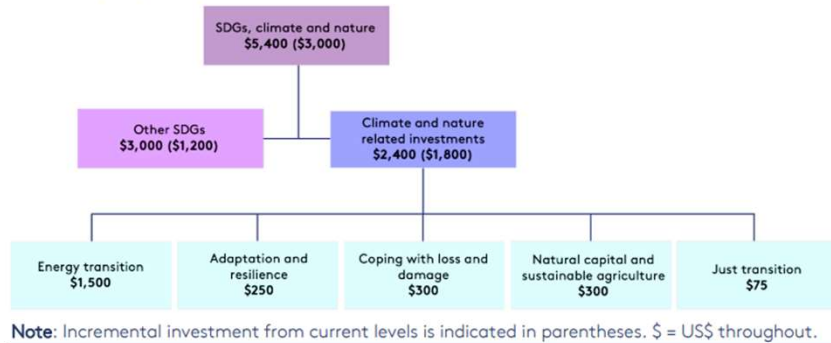 SDGs, climate and nature
$5,400 ($3,000)
Other SDGs
$3,000 ($1,200)
Climate and nature
related investments
$2,400 ($1,800)
Energy transition
$1,500
Adaptation and
resilience
$250
Coping with loss and
damage
$300
Natural capital and
sustainable agriculture
$300
Just transition
$75
Note: Incremental investment from current levels is indicated in parentheses. $ = US$ throughout.